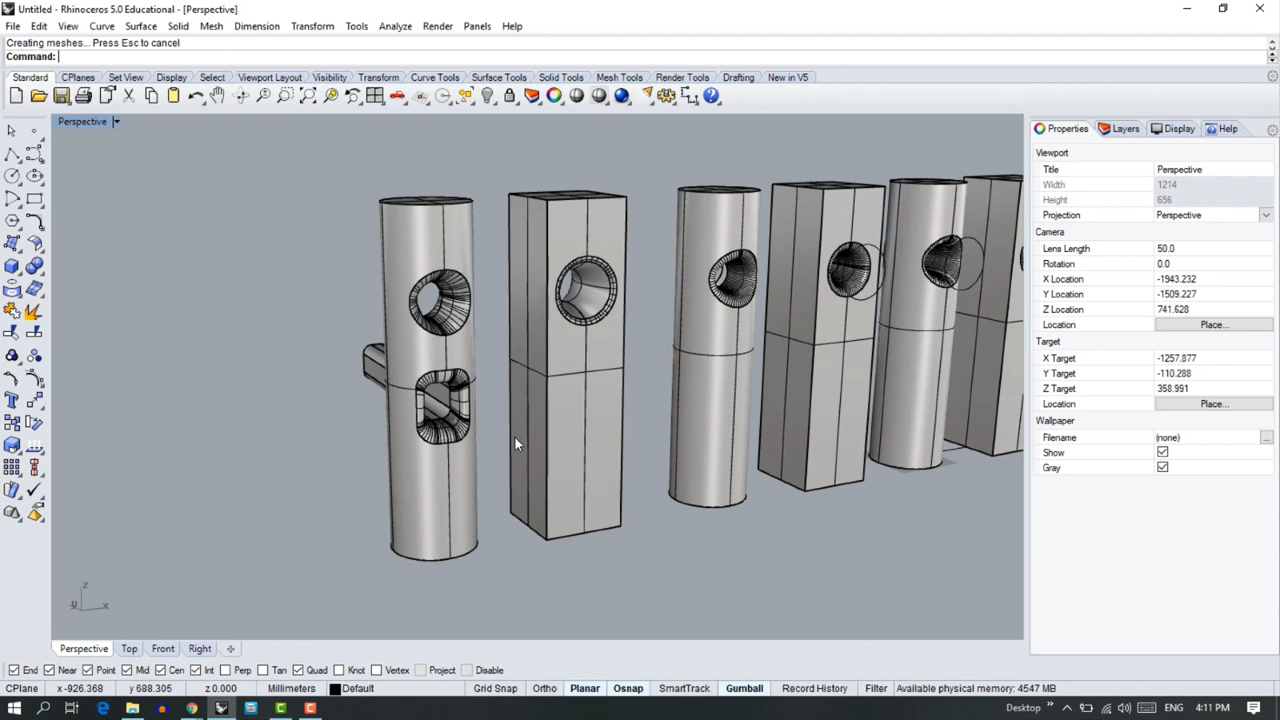 Untitled - Rhinoceros 5.0 Educational - [Perspective]
File Edit View Curve Surface Solid Mesh Dimension Transform Tools Analyze Render Panels Help
Creating meshes... Press Esc to cancel
Command:
Standard CPlanes Set View Display Select Viewport Layout Visibility Transform Curve Tools Surface Tools Solid Tools Mesh Tools Render Tools Drafting New in V5
Perspective
Properties Layers Display Help
Viewport
Title Perspective
Width 1214
Height 656
Projection Perspective
Camera
Lens Length 50.0
Rotation 0.0
X Location -1943.232
Y Location -1509.227
Z Location 741.628
Location Place...
Target
X Target -1257.877
Y Target -110.288
Z Target 358.991
Location Place...
Wallpaper
Filename (none) ...
Show
Gray
z
y x
Perspective Top Front Right
End Near Point Mid Cen Int Perp Tan Quad Knot Vertex Project Disable
CPlane x -926.368 y 688.305 z 0.000 Millimeters Default Grid Snap Ortho Planar Osnap SmartTrack Gumball Record History Filter Available physical memory: 4547 MB
Desktop ENG 4:11 PM